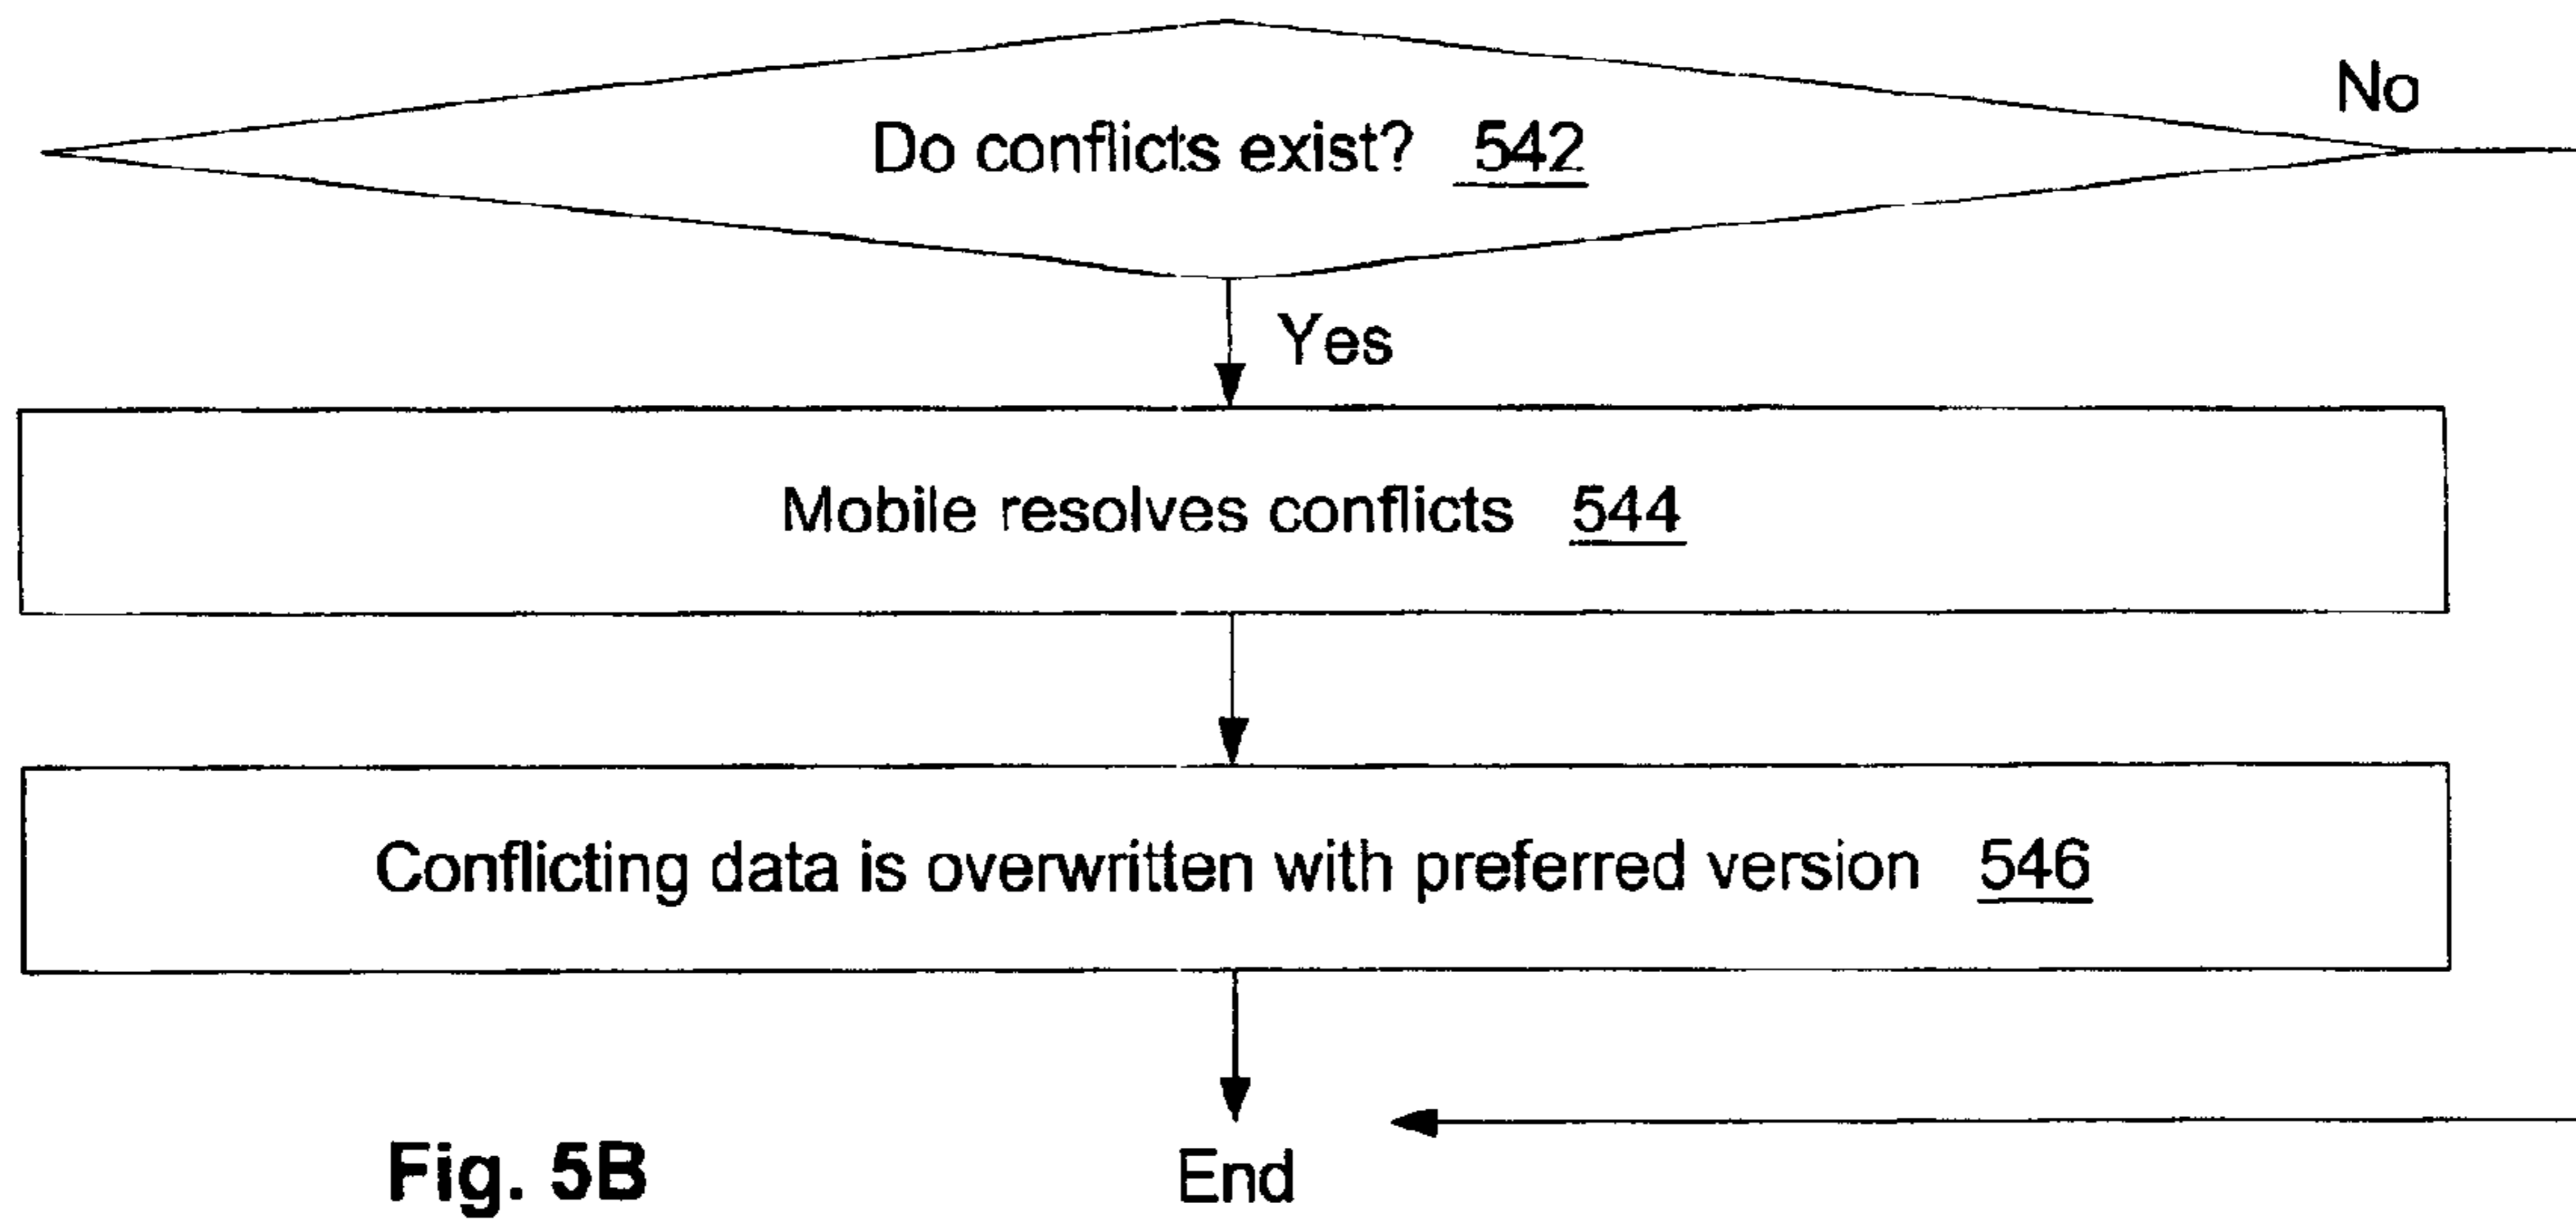 No
Do conflicts exist? 542
Yes
Mobile resolves conflicts 544
Conflicting data is overwritten with preferred version 546
End
Fig. 5B